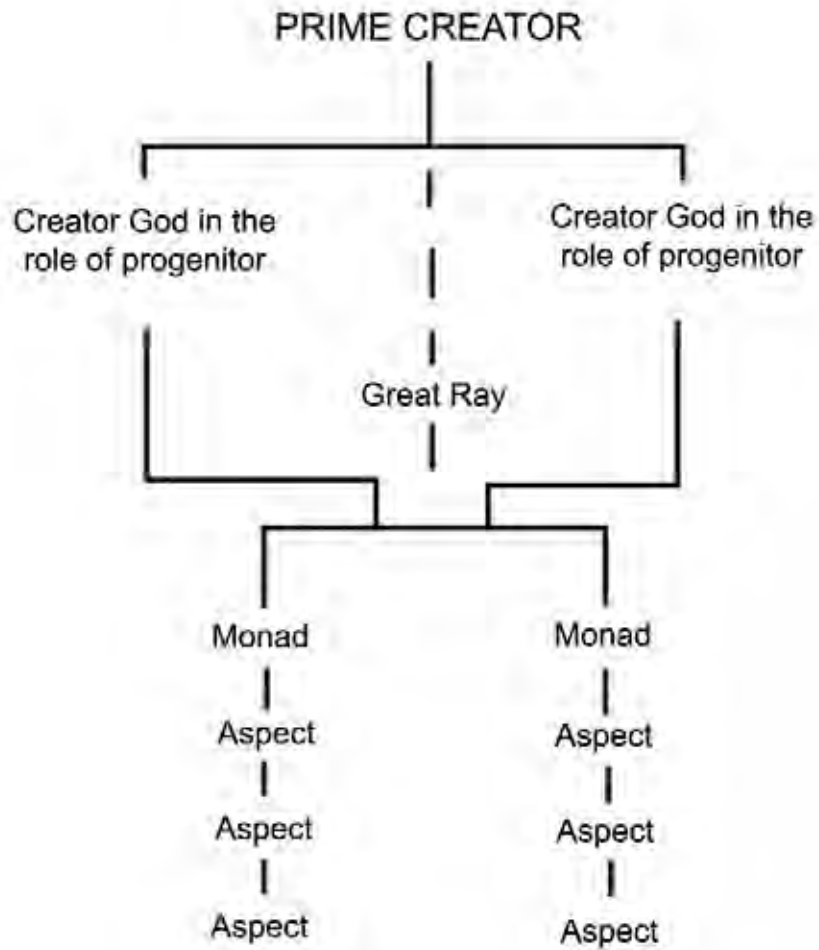 PRIME CREATOR
Creator God in the
role of progenitor
Creator God in the
role of progenitor
Great Ray
Monad
Monad
Aspect
Aspect
Aspect
Aspect
Aspect
Aspect